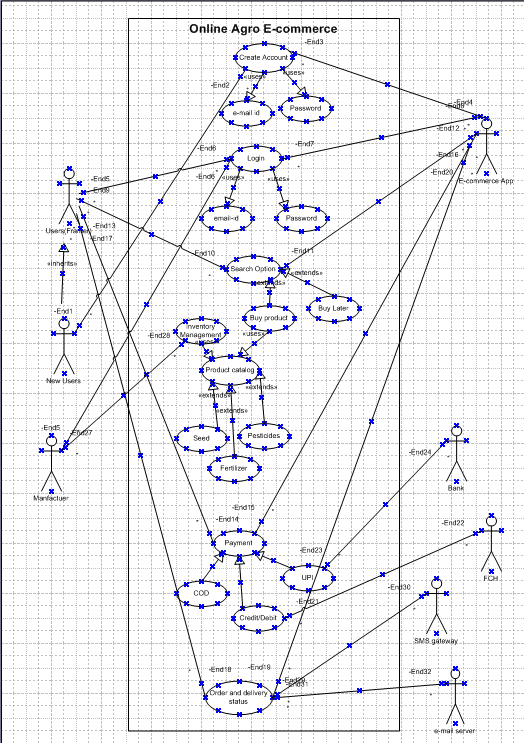 Online Agro E-commerce
-End3
Create Account
«uses»
«uses»
-End2
e-mail id
Password
-End4
-End12
E-commerce App
-End6
-End7
Login
-End16
-End5
-End6
«uses»
«uses»
-End20
-End9
email-id
Password
-End13
-End17
«inherits»
-End10
-End11
Search Option
«extends»
«extends»
Buy Later
Buy product
-End1
New Users
-End28
Inventory
Management
«uses»
Product catalog
«extends»
«extends»
«extends»
Seed
Pesticides
Fertilizer
-End5
-End27
Manfactuer
-End24
Bank
-End15
-End14
Payment
-End22
FCH
-End23
UPI
COD
-End21
Credit/Debit
-End30
SMS gateway
-End18
-End19
-End31
Order and delivery
status
-End32
e-mail server